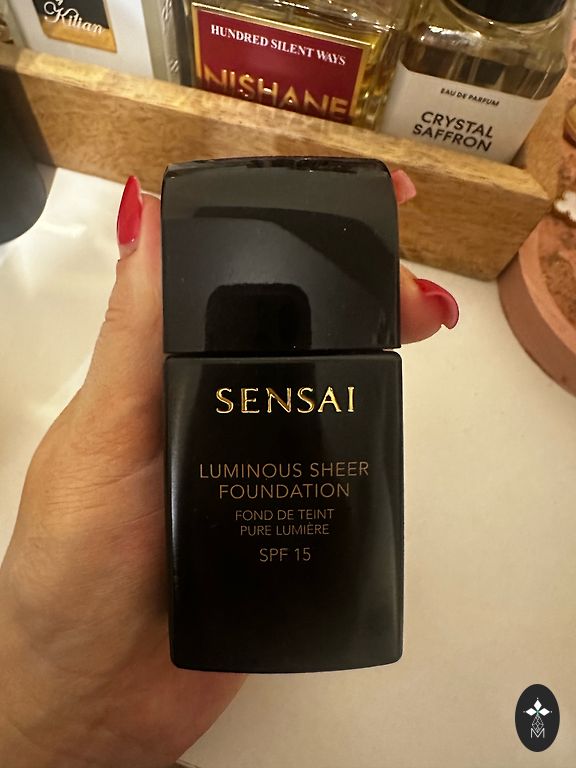 Kilian
HUNDRED SILENT WAYS
NISHANE
EAU DE PARFUM
CRYSTAL
SAFFRON
SENSAI
LUMINOUS SHEER
FOUNDATION
FOND DE TEINT
PURE LUMIÈRE
SPF 15
M